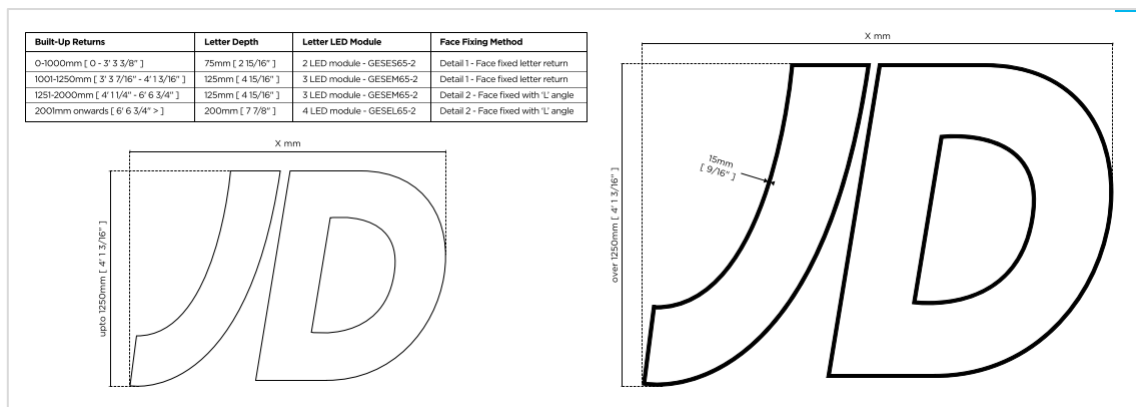 Built-Up Returns Letter Depth Letter LED Module Face Fixing Method
0-1000mm [ 0 - 3' 3 3/8" ] 75mm [ 2 15/16" ] 2 LED module - GESES65-2 Detail 1 - Face fixed letter return
1001-1250mm [ 3' 3 7/16" - 4' 1 3/16" ] 125mm [ 4 15/16" ] 3 LED module - GESEM65-2 Detail 1 - Face fixed letter return
1251-2000mm [ 4' 1 1/4" - 6' 6 3/4" ] 125mm [ 4 15/16" ] 3 LED module - GESEM65-2 Detail 2 - Face fixed with 'L' angle
2001mm onwards [ 6' 6 3/4" > ] 200mm [ 7 7/8" ] 4 LED module - GESEL65-2 Detail 2 - Face fixed with 'L' angle
X mm
upto 1250mm [ 4' 1 3/16" ]
JD
X mm
over 1250mm [ 4' 1 3/16" ]
15mm
[ 9/16" ]
JD